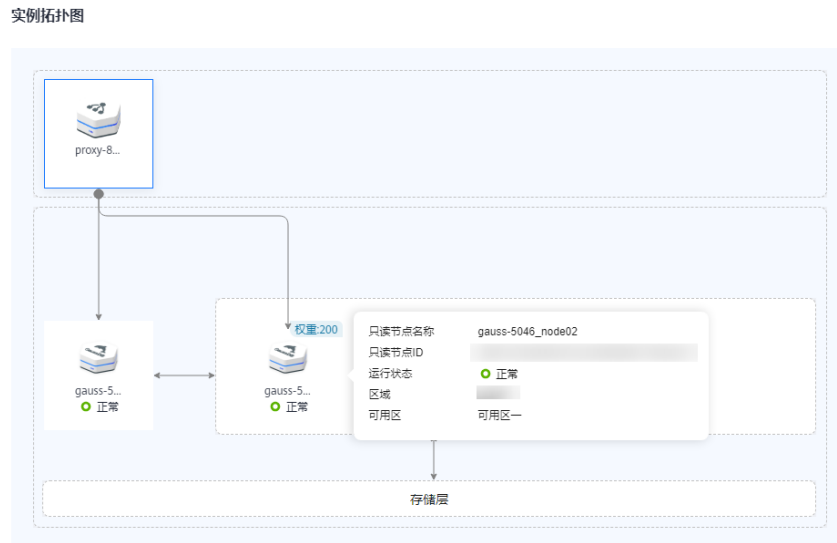 实例拓扑图
proxy-8...
权重:200
gauss-5...
正常
gauss-5...
正常
只读节点名称 gauss-5046_node02
只读节点ID
运行状态 正常
区域
可用区 可用区一
存储层